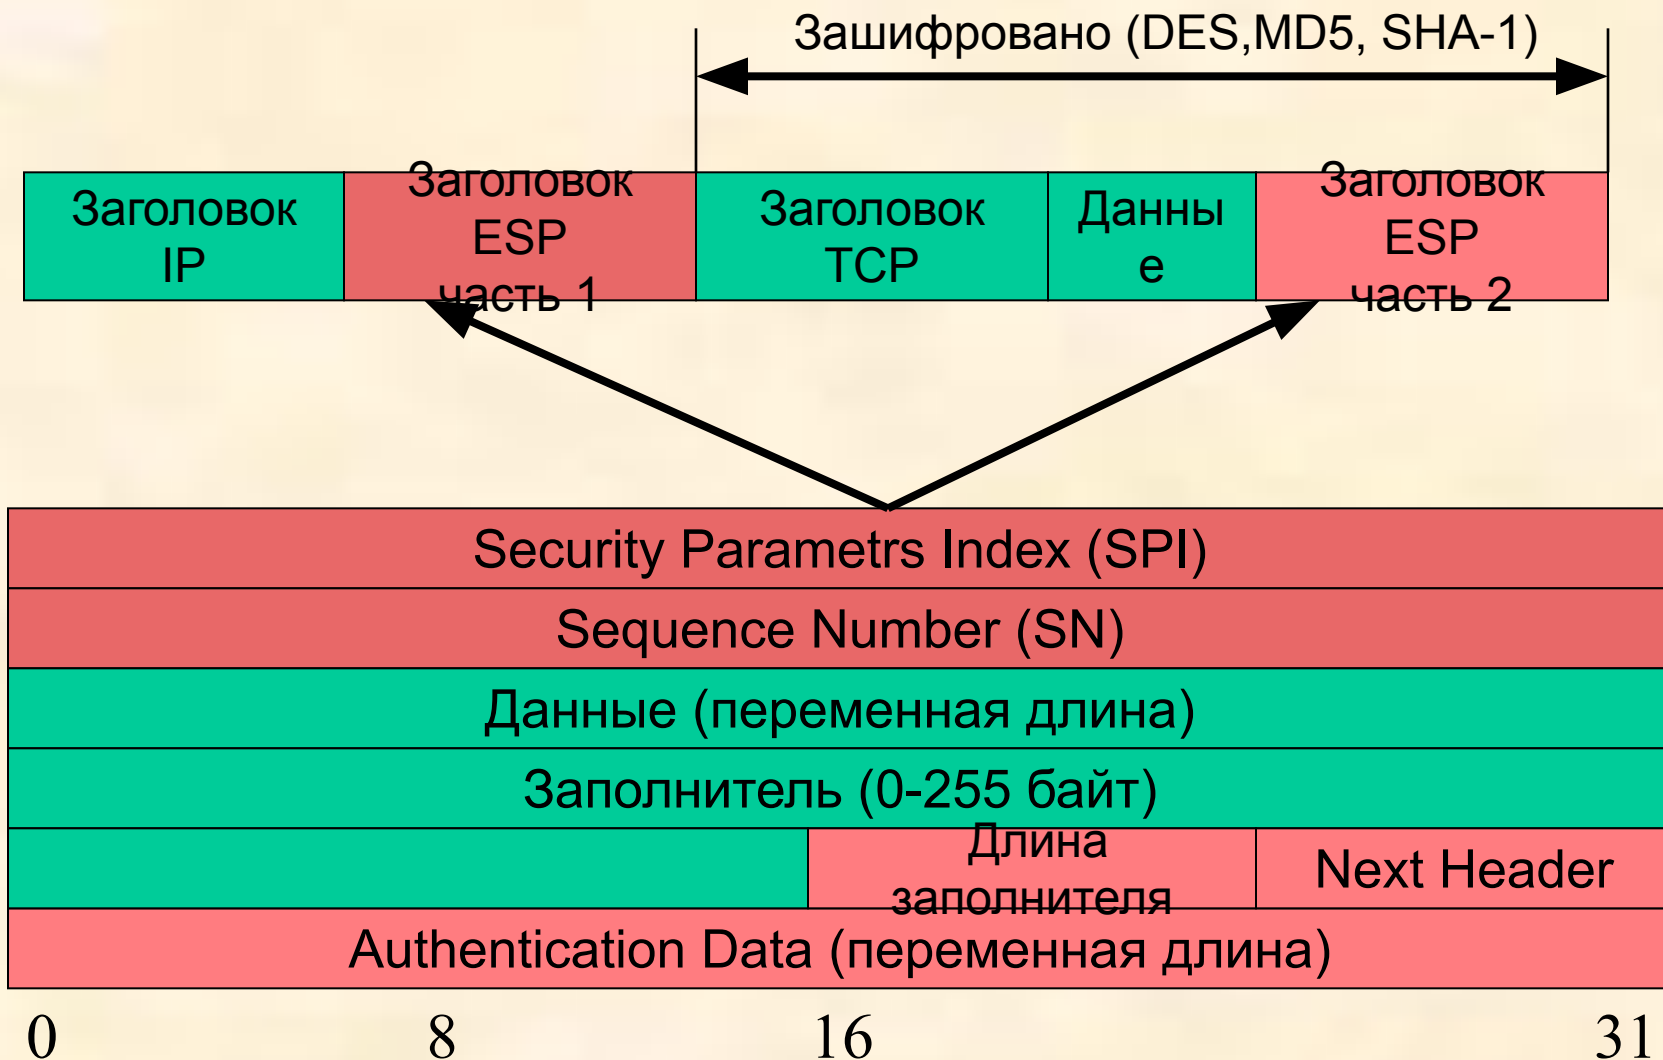 Зашифровано (DES,MD5, SHA-1)
Заголовок
IP
Заголовок
ESP
часть 1
Заголовок
TCP
Данны
е
Заголовок
ESP
часть 2
Security Parametrs Index (SPI)
Sequence Number (SN)
Данные (переменная длина)
Заполнитель (0-255 байт)
Длина
заполнителя
Next Header
Authentication Data (переменная длина)
0 8 16 31